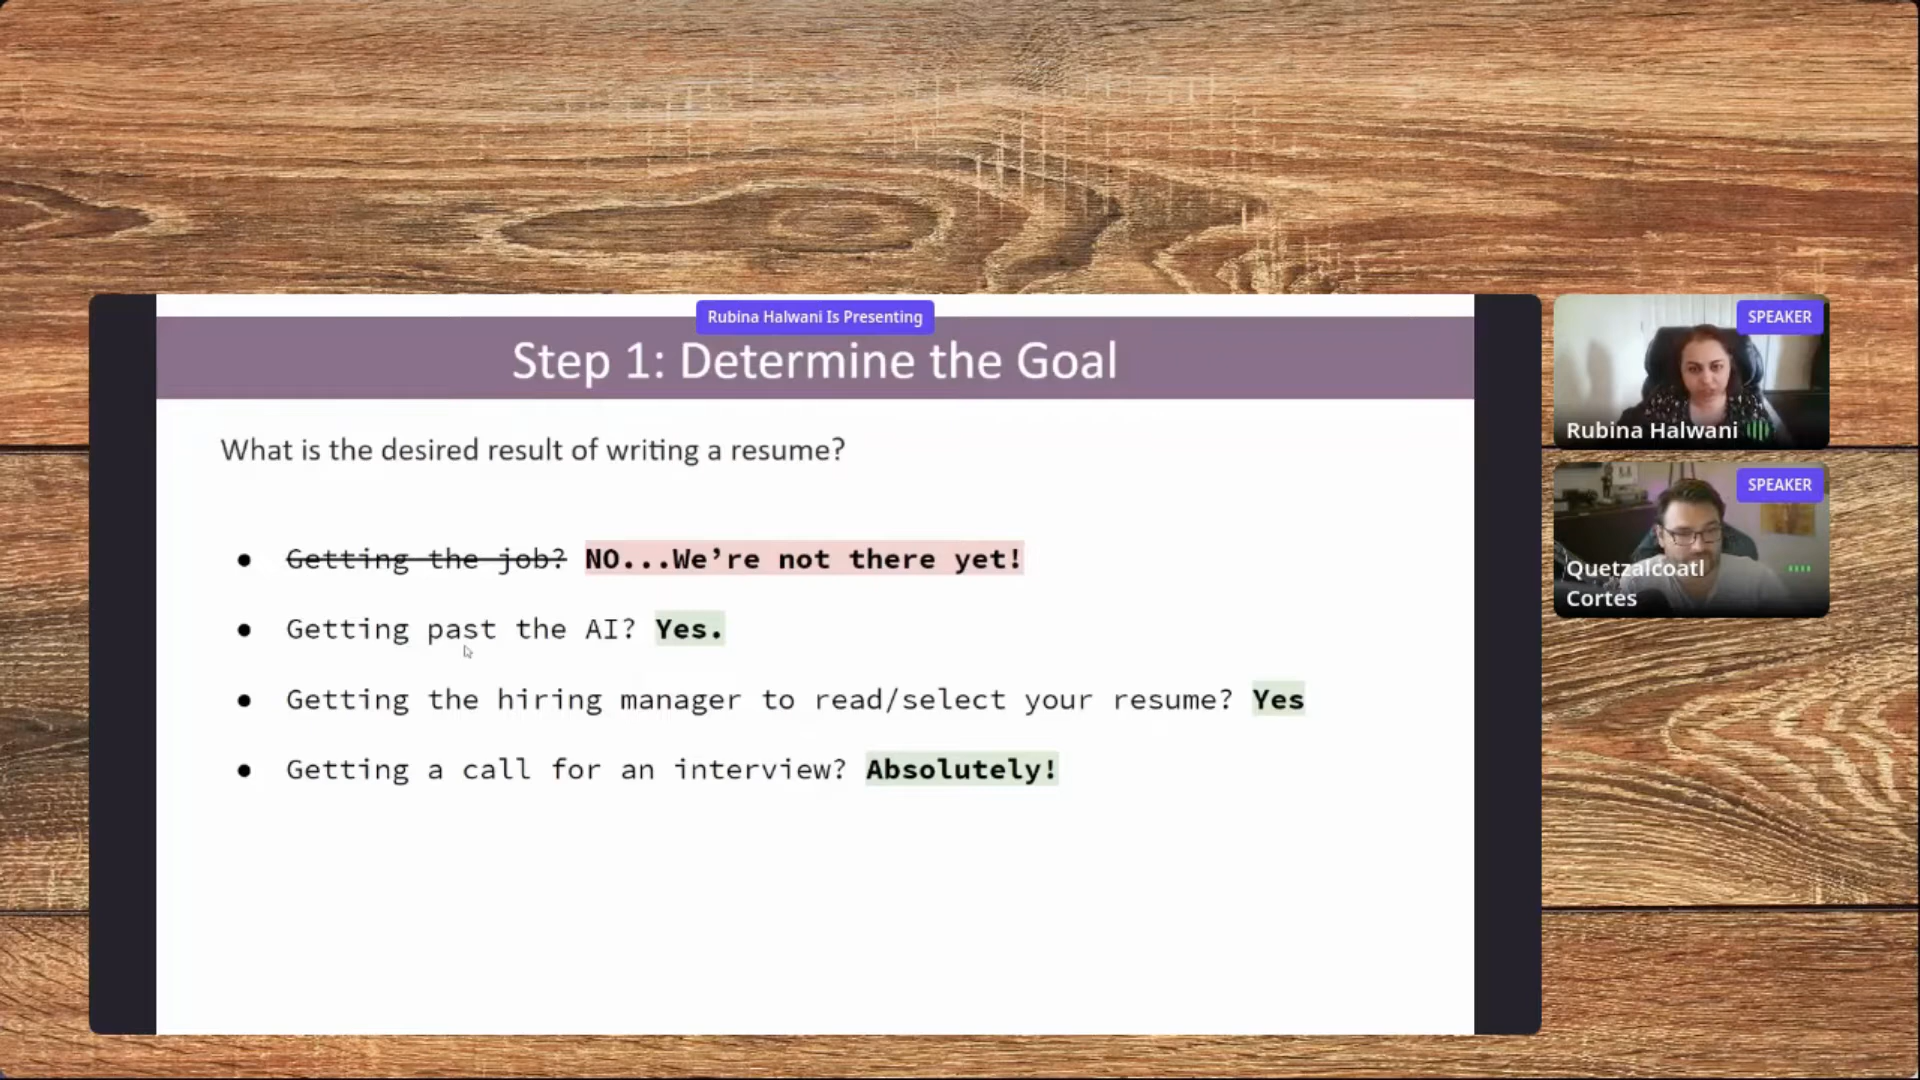 Rubina Halwani Is Presenting
Step 1: Determine the Goal
What is the desired result of writing a resume?
● Getting the job? NO...We’re not there yet!
● Getting past the AI? Yes.
● Getting the hiring manager to read/select your resume? Yes
● Getting a call for an interview? Absolutely!
SPEAKER
Rubina Halwani
SPEAKER
Quetzalcoatl
Cortes